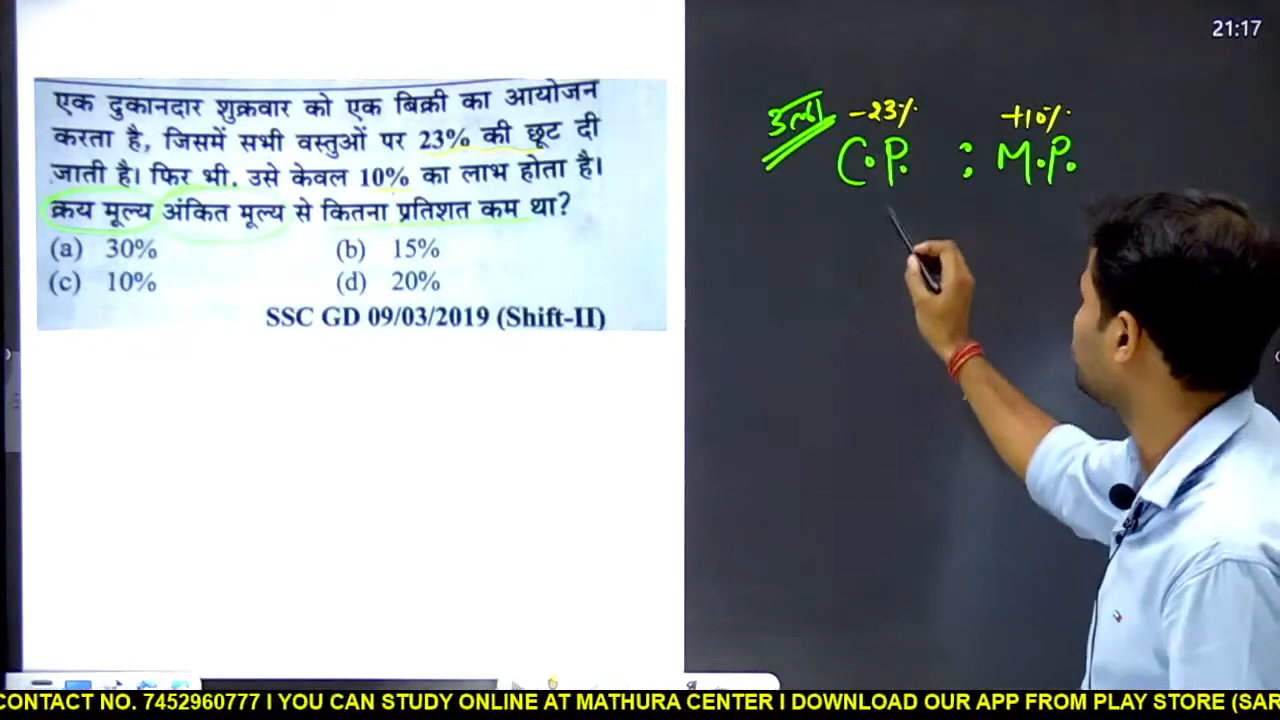 21:17
एक दुकानदार शुक्रवार को एक बिक्री का आयोजन
करता है, जिसमें सभी वस्तुओं पर 23% की छूट दी
जाती है। फिर भी, उसे केवल 10% का लाभ होता है।
क्रय मूल्य अंकित मूल्य से कितना प्रतिशत कम था?
(a) 30% (b) 15%
(c) 10% (d) 20%
SSC GD 09/03/2019 (Shift-II)
उल्टा -23% +10%
C.P. : M.P.
CONTACT NO. 7452960777 I YOU CAN STUDY ONLINE AT MATHURA CENTER I DOWNLOAD OUR APP FROM PLAY STORE (SAR